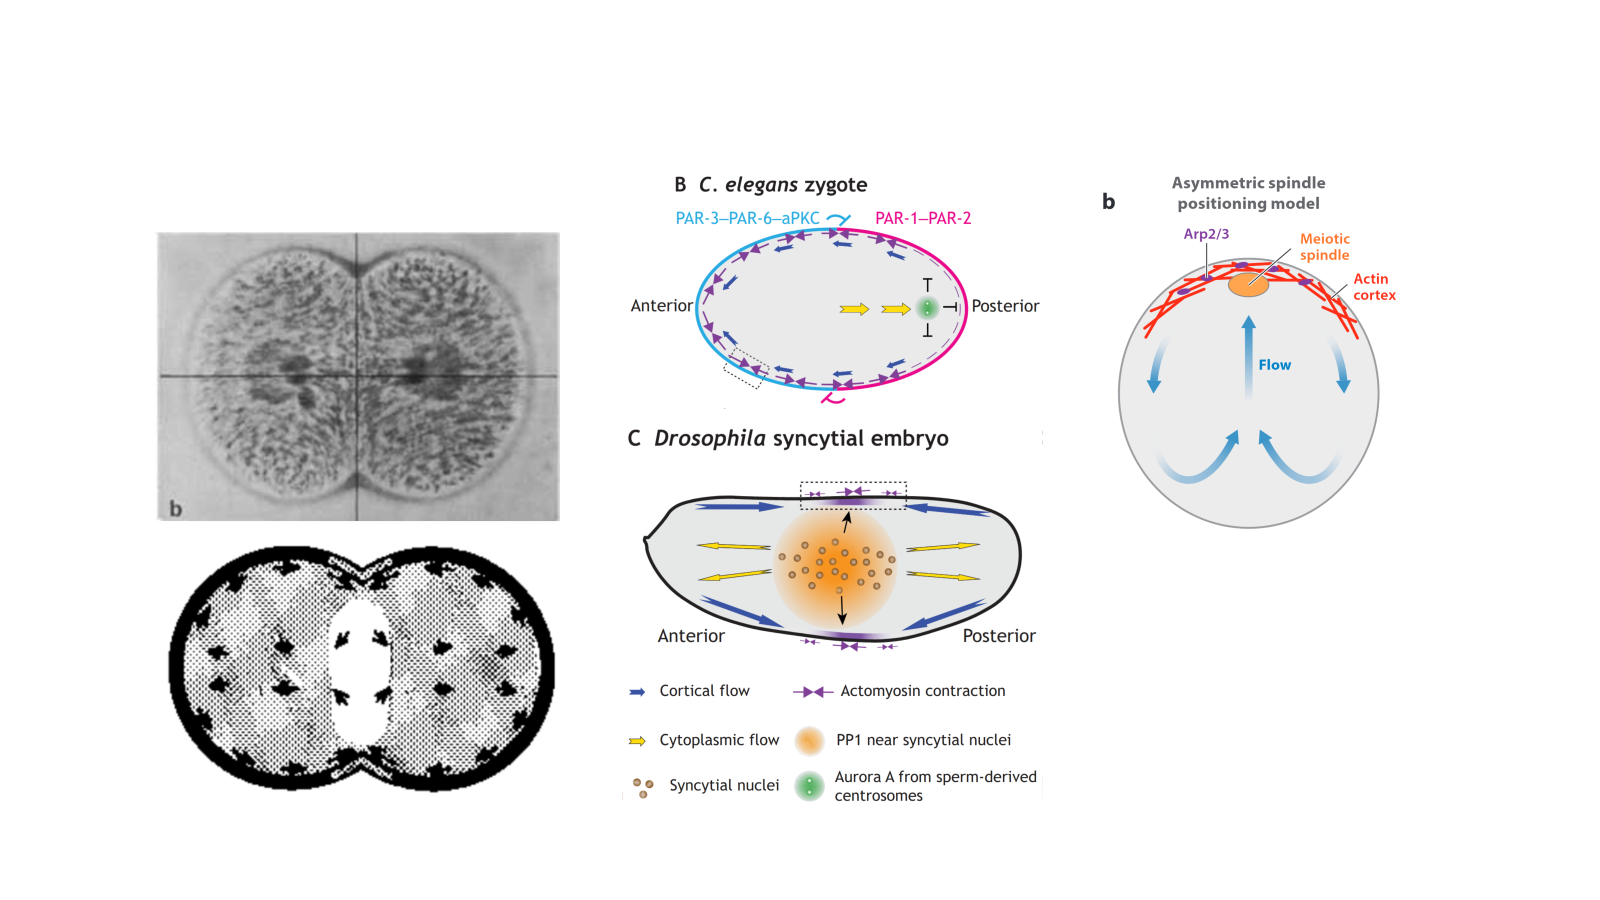 b
B C. elegans zygote
PAR-3–PAR-6–aPKC
PAR-1–PAR-2
Anterior
Posterior
C Drosophila syncytial embryo
Anterior
Posterior
Cortical flow
Actomyosin contraction
Cytoplasmic flow
PP1 near syncytial nuclei
Syncytial nuclei
Aurora A from sperm-derived
centrosomes
b
Asymmetric spindle
positioning model
Arp2/3
Meiotic
spindle
Actin
cortex
Flow